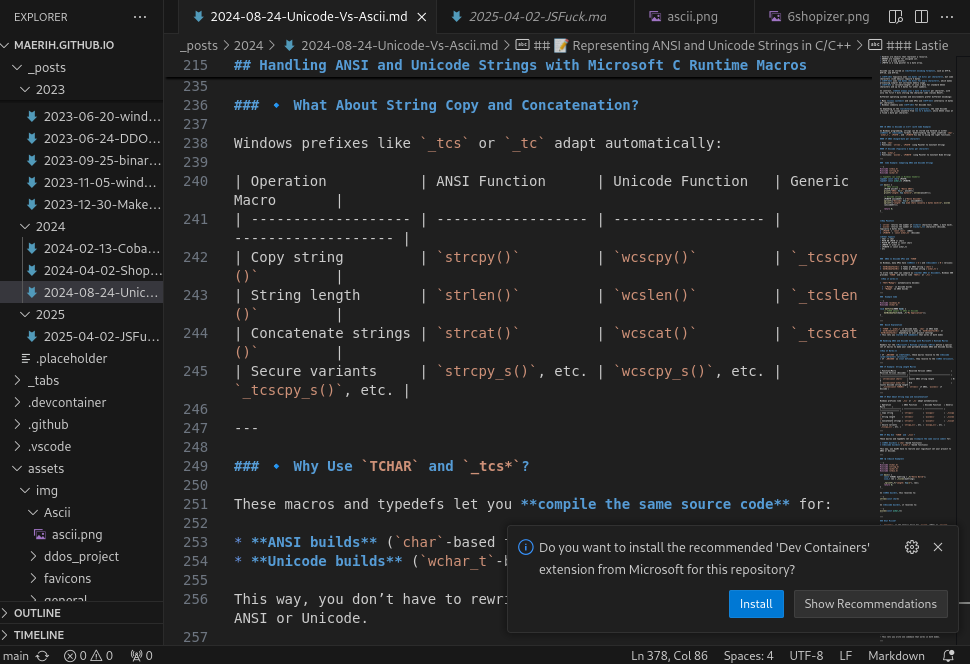 EXPLORER
MAERIH.GITHUB.IO
_posts
2023
2023-06-20-wind...
2023-06-24-DDO...
2023-09-25-binar...
2023-11-05-wind...
2023-12-30-Make...
2024
2024-02-13-Coba...
2024-04-02-Shop...
2024-08-24-Unic...
2025
2025-04-02-JSFu...
.placeholder
_tabs
.devcontainer
.github
.vscode
assets
img
Ascii
ascii.png
ddos_project
favicons
general
OUTLINE
TIMELINE
2024-08-24-Unicode-Vs-Ascii.md
2025-04-02-JSFuck.md
ascii.png
6shopizer.png
_posts > 2024 > 2024-08-24-Unicode-Vs-Ascii.md > ## 📝 Representing ANSI and Unicode Strings in C/C++ > ### Lastie
215 ## Handling ANSI and Unicode Strings with Microsoft C Runtime Macros
235
236 ### 🔹 What About String Copy and Concatenation?
237
238 Windows prefixes like `_tcs` or `_tc` adapt automatically:
239
240 | Operation | ANSI Function | Unicode Function | Generic
Macro |
241 | ------------------- | ----------------- | ----------------- |
------------------- |
242 | Copy string | `strcpy()` | `wcscpy()` | `_tcscpy
()` |
243 | String length | `strlen()` | `wcslen()` | `_tcslen
()` |
244 | Concatenate strings | `strcat()` | `wcscat()` | `_tcscat
()` |
245 | Secure variants | `strcpy_s()`, etc. | `wcscpy_s()`, etc. |
`_tcscpy_s()`, etc. |
246
247 ---
248
249 ### 🔹 Why Use `TCHAR` and `_tcs*`?
250
251 These macros and typedefs let you **compile the same source code** for:
252
253 * **ANSI builds** (`char`-based
254 * **Unicode builds** (`wchar_t`-
255
256 This way, you don’t have to rewri
ANSI or Unicode.
257
Do you want to install the recommended 'Dev Containers'
extension from Microsoft for this repository?
Install
Show Recommendations
main
0
0
0
Ln 378, Col 86
Spaces: 4
UTF-8
LF
Markdown